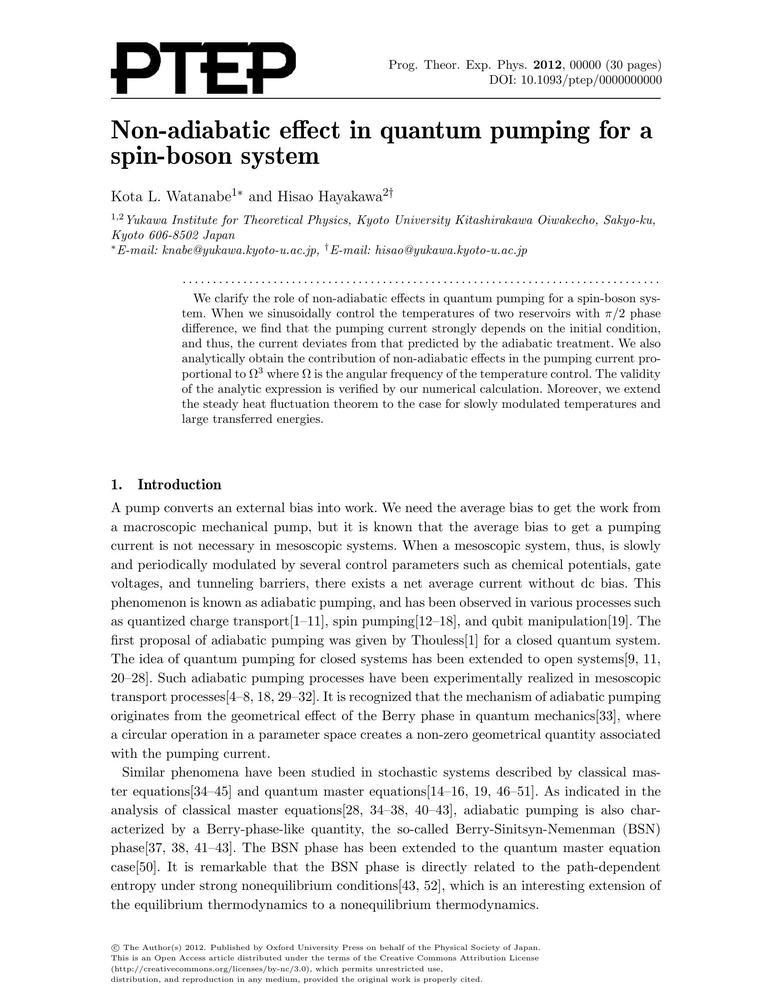 PTEP
Prog. Theor. Exp. Phys. 2012, 00000 (30 pages)
DOI: 10.1093/ptep/0000000000
Non-adiabatic effect in quantum pumping for a
spin-boson system
Kota L. Watanabe¹* and Hisao Hayakawa²†
¹,² Yukawa Institute for Theoretical Physics, Kyoto University Kitashirakawa Oiwakecho, Sakyo-ku,
Kyoto 606-8502 Japan
*E-mail: knabe@yukawa.kyoto-u.ac.jp, †E-mail: hisao@yukawa.kyoto-u.ac.jp
We clarify the role of non-adiabatic effects in quantum pumping for a spin-boson sys-
tem. When we sinusoidally control the temperatures of two reservoirs with π/2 phase
difference, we find that the pumping current strongly depends on the initial condition,
and thus, the current deviates from that predicted by the adiabatic treatment. We also
analytically obtain the contribution of non-adiabatic effects in the pumping current pro-
portional to Ω³ where Ω is the angular frequency of the temperature control. The validity
of the analytic expression is verified by our numerical calculation. Moreover, we extend
the steady heat fluctuation theorem to the case for slowly modulated temperatures and
large transferred energies.
1. Introduction
A pump converts an external bias into work. We need the average bias to get the work from
a macroscopic mechanical pump, but it is known that the average bias to get a pumping
current is not necessary in mesoscopic systems. When a mesoscopic system, thus, is slowly
and periodically modulated by several control parameters such as chemical potentials, gate
voltages, and tunneling barriers, there exists a net average current without dc bias. This
phenomenon is known as adiabatic pumping, and has been observed in various processes such
as quantized charge transport[1–11], spin pumping[12–18], and qubit manipulation[19]. The
first proposal of adiabatic pumping was given by Thouless[1] for a closed quantum system.
The idea of quantum pumping for closed systems has been extended to open systems[9, 11,
20–28]. Such adiabatic pumping processes have been experimentally realized in mesoscopic
transport processes[4–8, 18, 29–32]. It is recognized that the mechanism of adiabatic pumping
originates from the geometrical effect of the Berry phase in quantum mechanics[33], where
a circular operation in a parameter space creates a non-zero geometrical quantity associated
with the pumping current.
Similar phenomena have been studied in stochastic systems described by classical mas-
ter equations[34–45] and quantum master equations[14–16, 19, 46–51]. As indicated in the
analysis of classical master equations[28, 34–38, 40–43], adiabatic pumping is also char-
acterized by a Berry-phase-like quantity, the so-called Berry-Sinitsyn-Nemenman (BSN)
phase[37, 38, 41–43]. The BSN phase has been extended to the quantum master equation
case[50]. It is remarkable that the BSN phase is directly related to the path-dependent
entropy under strong nonequilibrium conditions[43, 52], which is an interesting extension of
the equilibrium thermodynamics to a nonequilibrium thermodynamics.
© The Author(s) 2012. Published by Oxford University Press on behalf of the Physical Society of Japan.
This is an Open Access article distributed under the terms of the Creative Commons Attribution License
(http://creativecommons.org/licenses/by-nc/3.0), which permits unrestricted use,
distribution, and reproduction in any medium, provided the original work is properly cited.